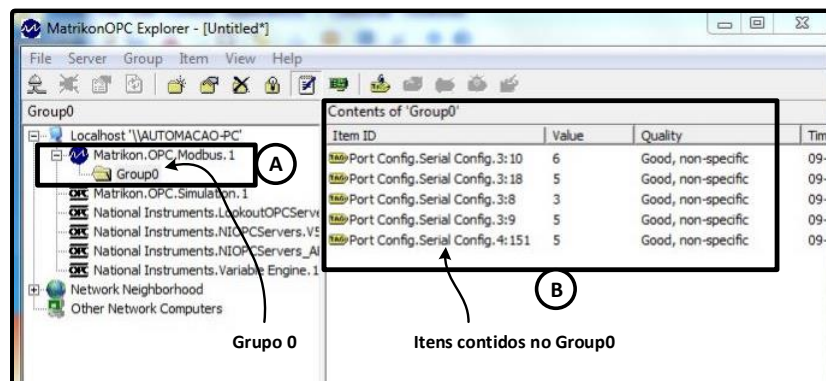 MatrikonOPC Explorer - [Untitled*]
File Server Group Item View Help
Group0
Contents of 'Group0'
Localhost '\\AUTOMACAO-PC'
Matrikon.OPC.Modbus.1
Group0
Matrikon.OPC.Simulation.1
National Instruments.LookoutOPCServe
National Instruments.NIOPCServers.V5
National Instruments.NIOPCServers_AE
National Instruments.Variable Engine.1
Network Neighborhood
Other Network Computers
A
Grupo 0
Item ID Value Quality Tim
Port Config.Serial Config.3:10 6 Good, non-specific 09-
Port Config.Serial Config.3:18 5 Good, non-specific 09-
Port Config.Serial Config.3:8 3 Good, non-specific 09-
Port Config.Serial Config.3:9 5 Good, non-specific 09-
Port Config.Serial Config.4:151 5 Good, non-specific 09-
B
Itens contidos no Group0